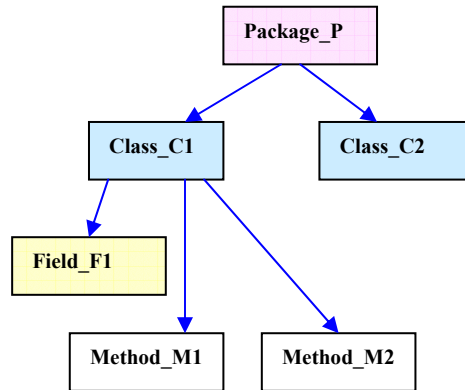 Package_P
Class_C1
Class_C2
Field_F1
Method_M1
Method_M2